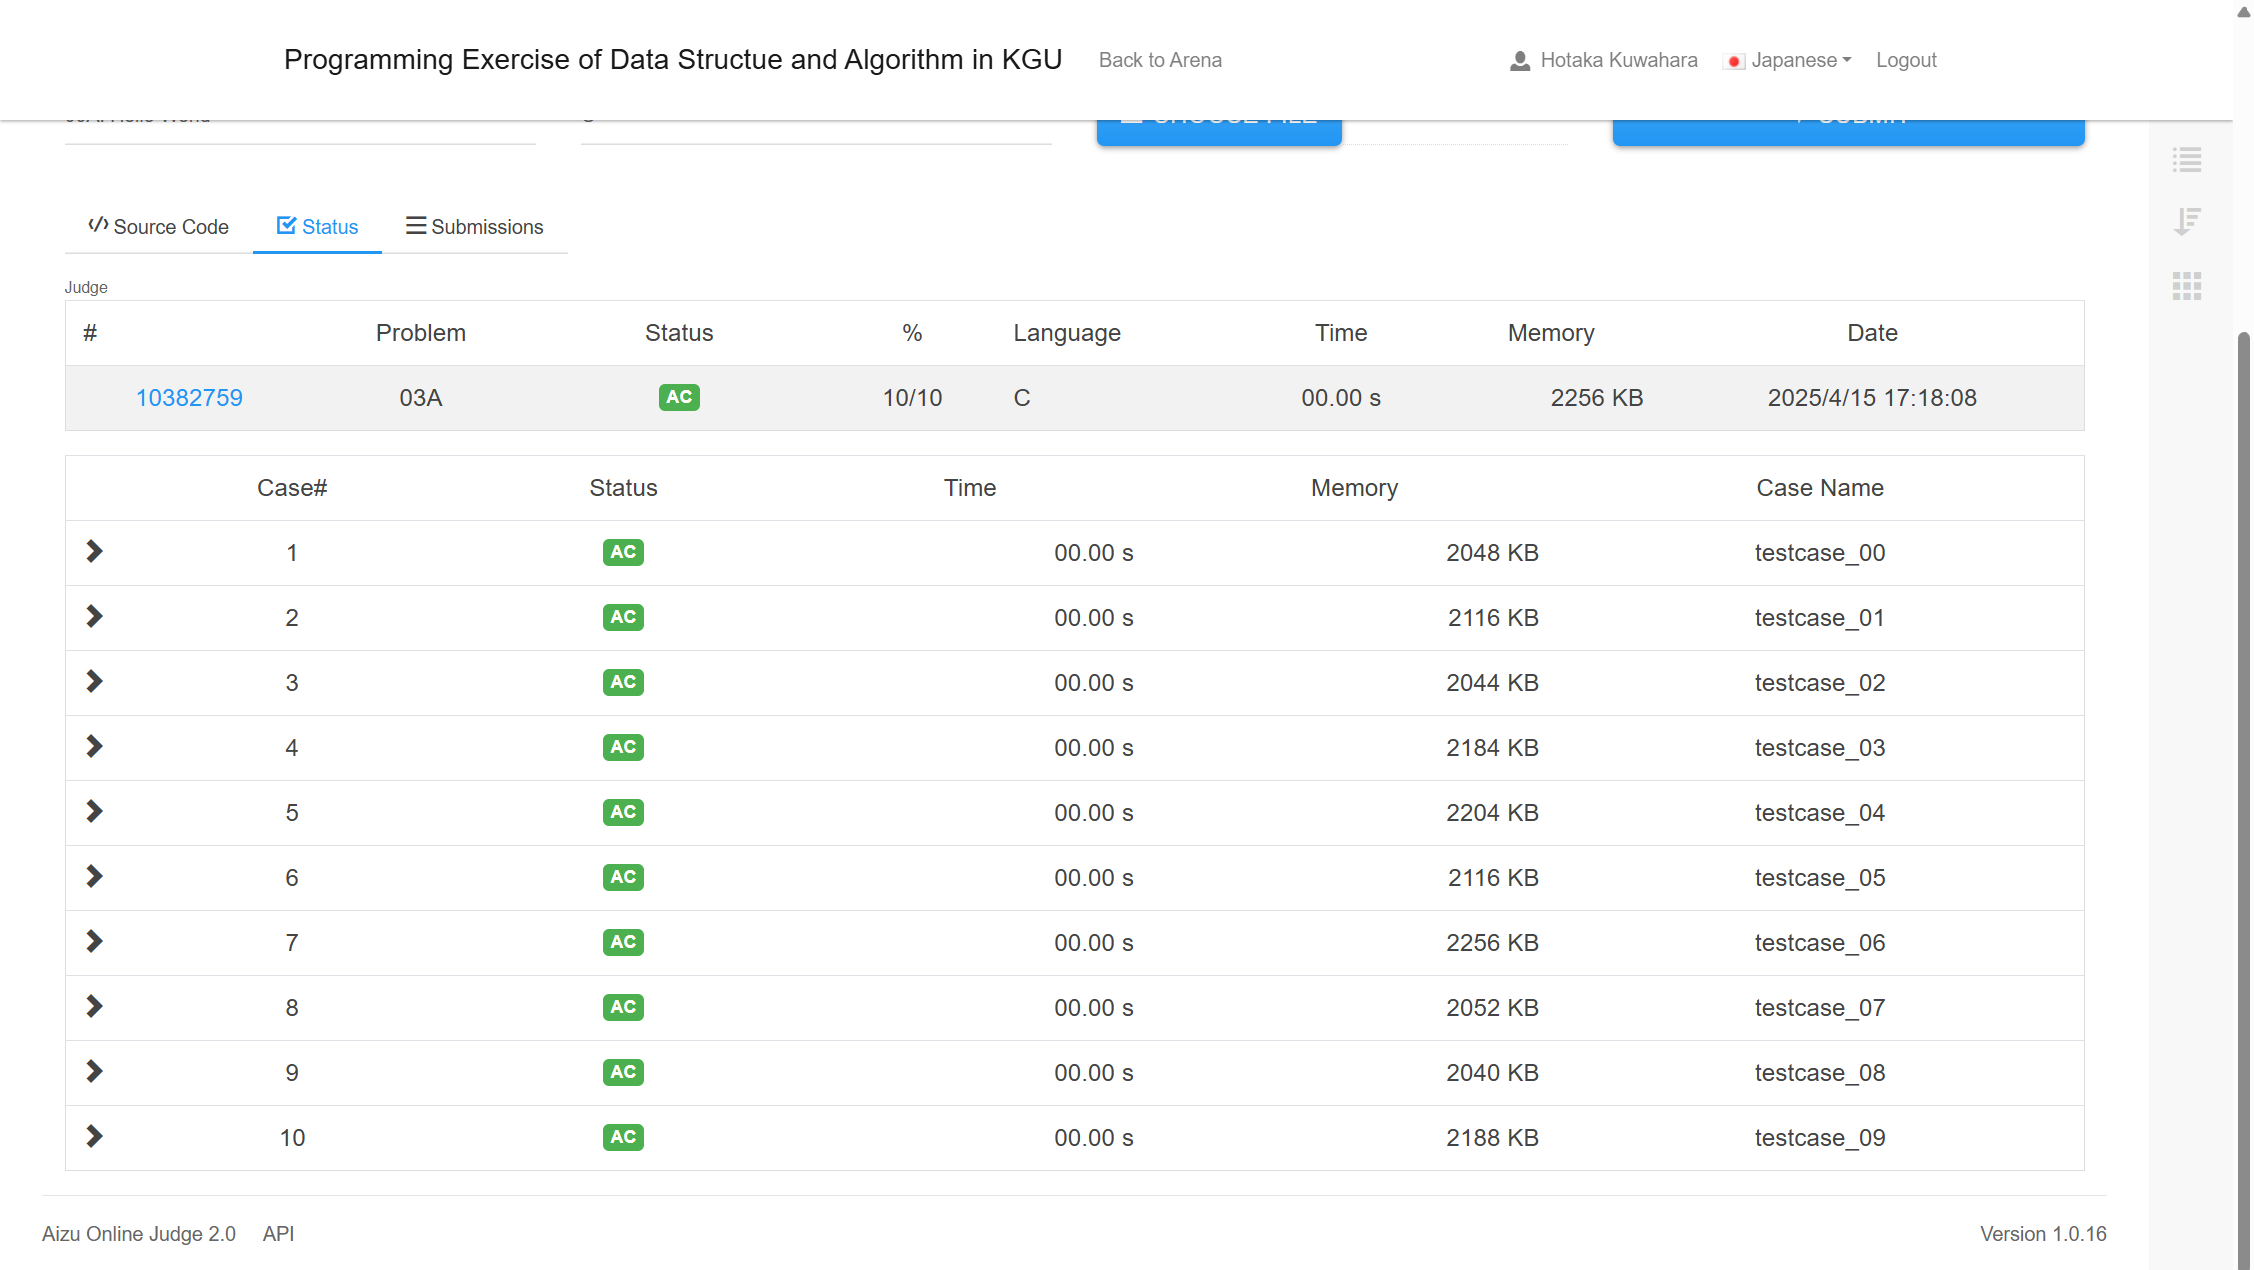 Programming Exercise of Data Structue and Algorithm in KGU Back to Arena Hotaka Kuwahara Japanese Logout
Source Code Status Submissions
Judge
# Problem Status % Language Time Memory Date
10382759 03A AC 10/10 C 00.00 s 2256 KB 2025/4/15 17:18:08
Case# Status Time Memory Case Name
1 AC 00.00 s 2048 KB testcase_00
2 AC 00.00 s 2116 KB testcase_01
3 AC 00.00 s 2044 KB testcase_02
4 AC 00.00 s 2184 KB testcase_03
5 AC 00.00 s 2204 KB testcase_04
6 AC 00.00 s 2116 KB testcase_05
7 AC 00.00 s 2256 KB testcase_06
8 AC 00.00 s 2052 KB testcase_07
9 AC 00.00 s 2040 KB testcase_08
10 AC 00.00 s 2188 KB testcase_09
Aizu Online Judge 2.0 API Version 1.0.16